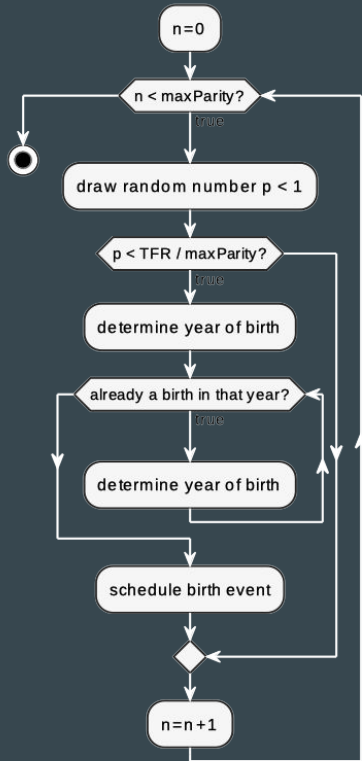 n=0
n < maxParity?
true
draw random number p < 1
p < TFR / maxParity?
true
determine year of birth
already a birth in that year?
true
determine year of birth
schedule birth event
n=n+1